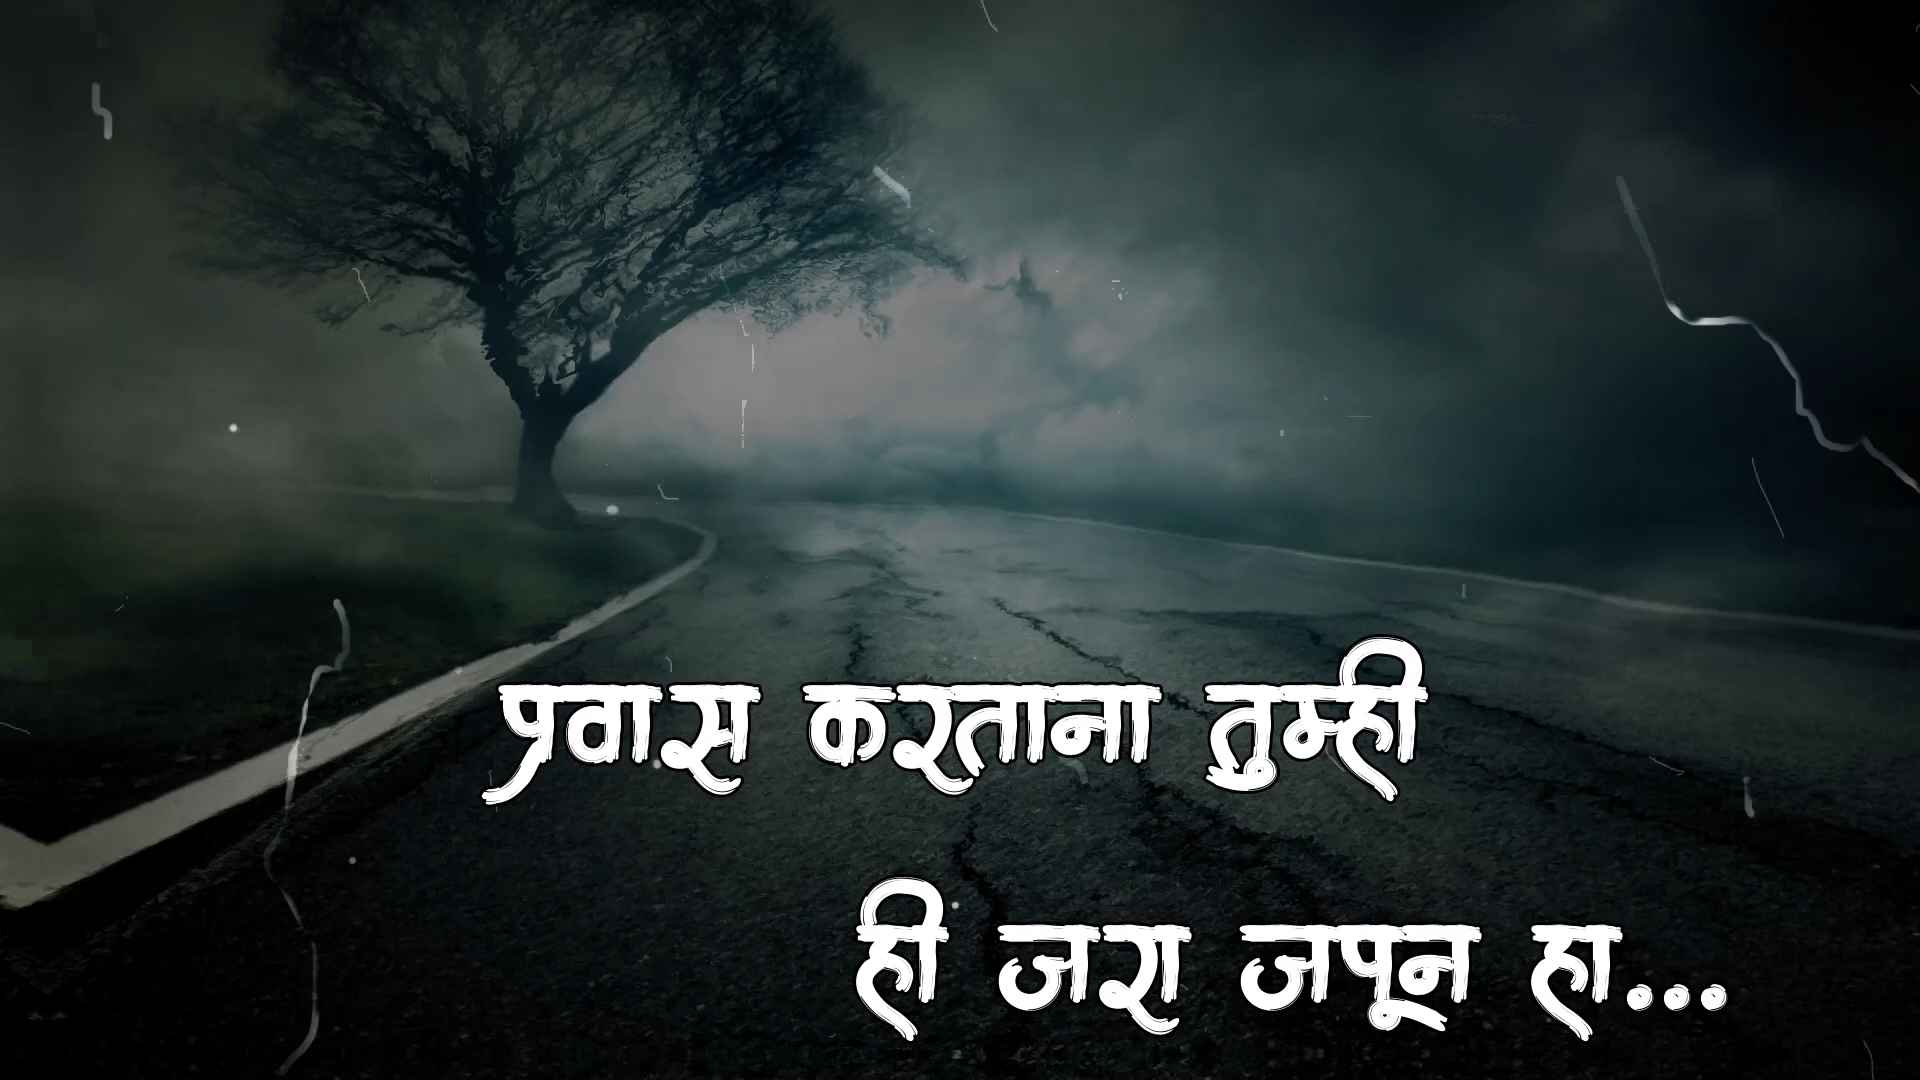 प्रवास करताना तुम्ही
ही जरा जपून हा...